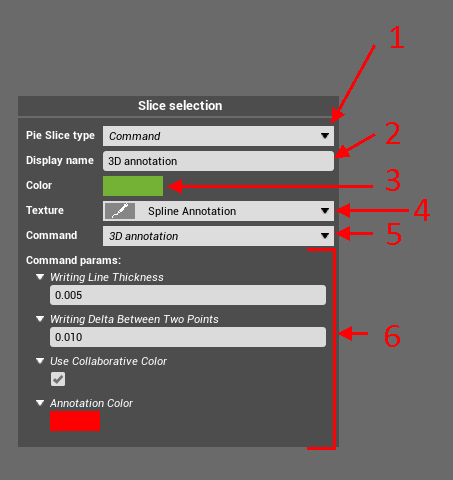 1
Slice selection
Pie Slice type Command
2
Display name 3D annotation
Color
3
Texture Spline Annotation
4
Command 3D annotation
5
Command params:
Writing Line Thickness
0.005
Writing Delta Between Two Points
0.010
6
Use Collaborative Color
Annotation Color